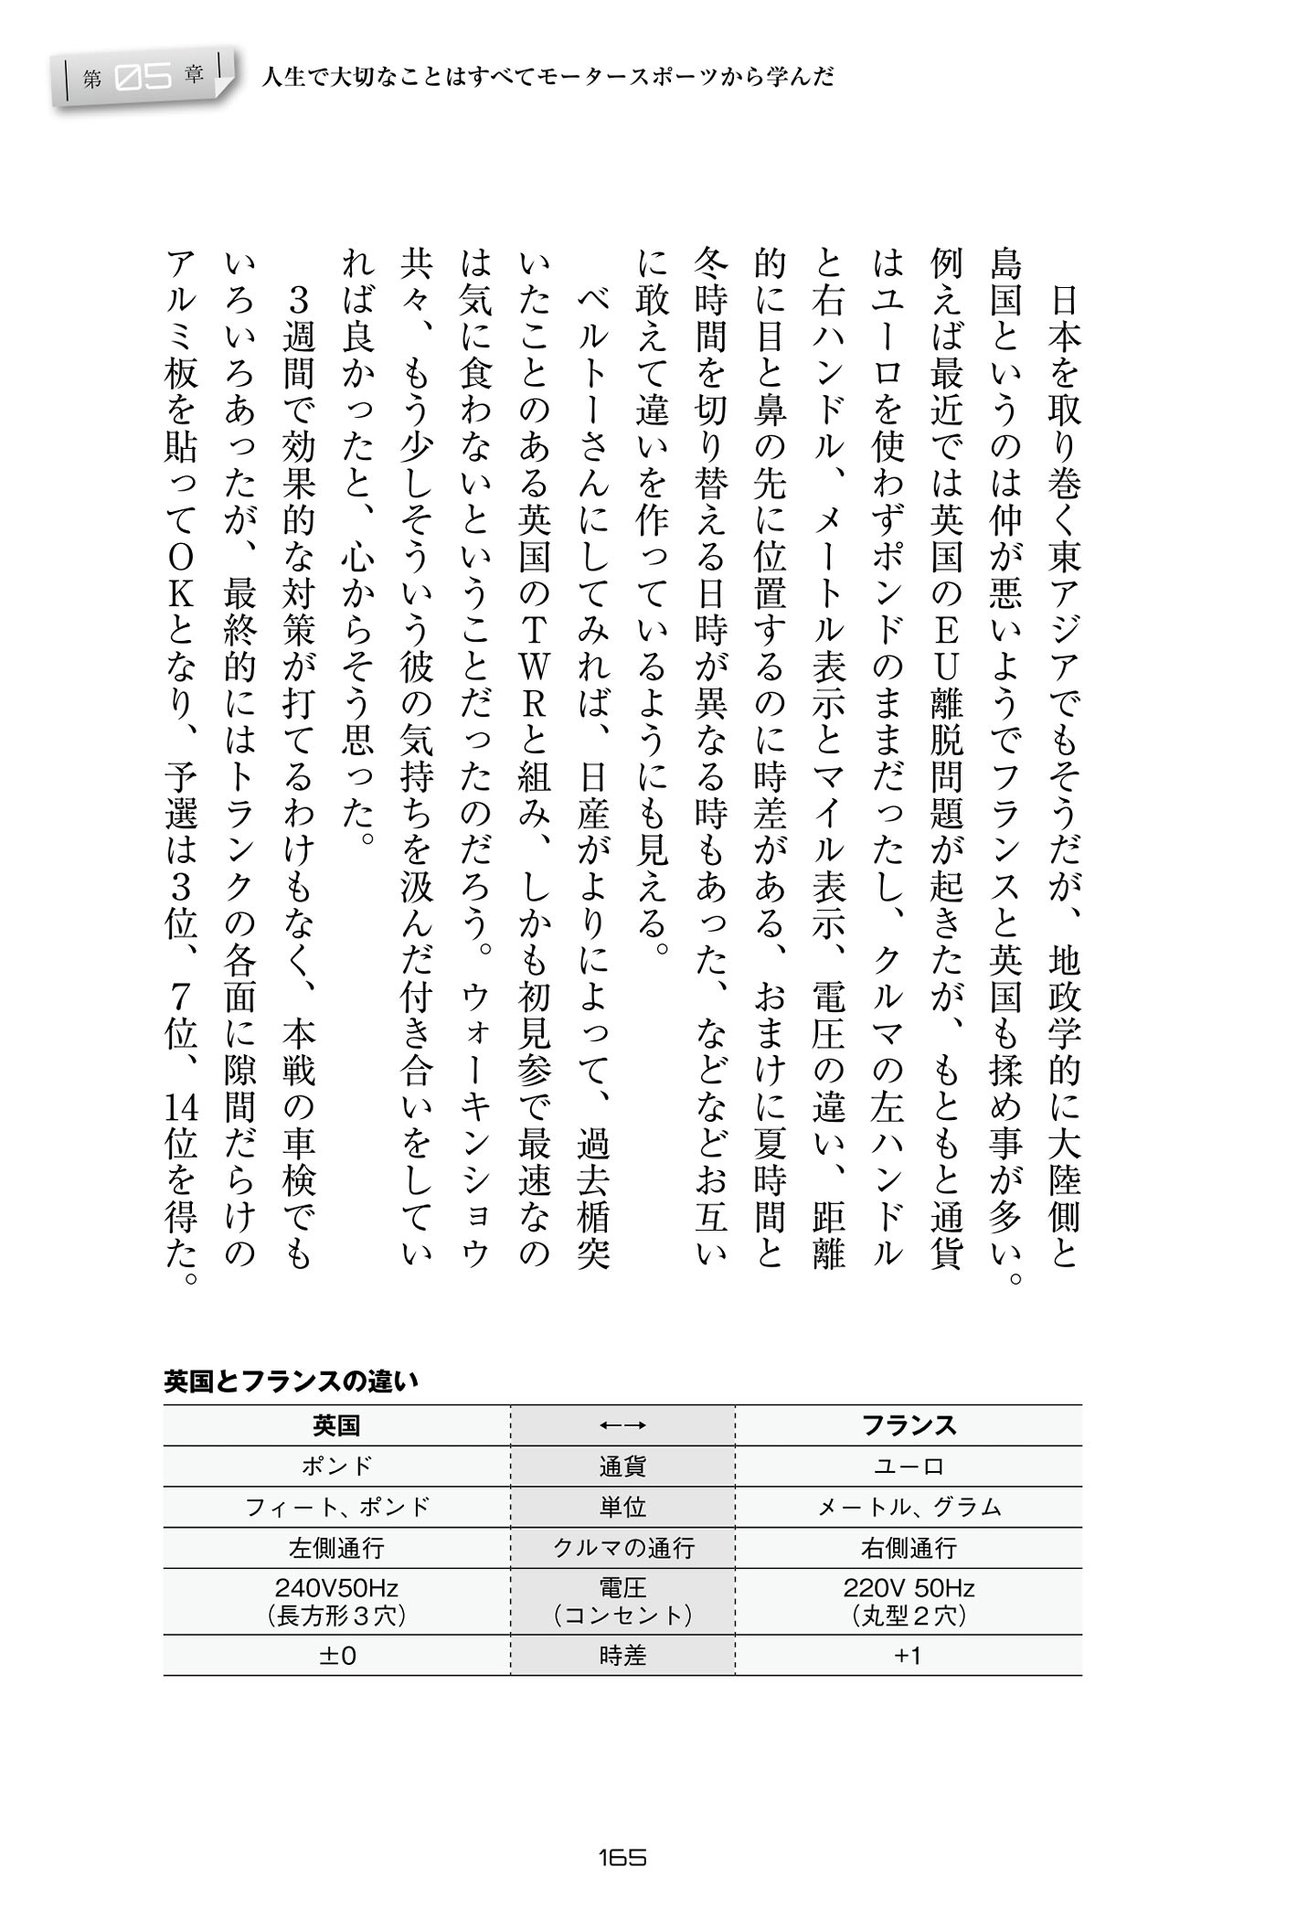 第05章 人生で大切なことはすべてモータースポーツから学んだ
日本を取り巻く東アジアでもそうだが、地政学的に大陸側と
島国というのは仲が悪いようでフランスと英国も揉め事が多い。
例えば最近では英国のEU離脱問題が起きたが、もともと通貨
はユーロを使わずポンドのままだったし、クルマの左ハンドル
と右ハンドル、メートル表示とマイル表示、電圧の違い、距離
的に目と鼻の先に位置するのに時差がある、おまけに夏時間と
冬時間を切り替える日時が異なる時もあった、などなどお互い
に敢えて違いを作っているようにも見える。
ベルトーさんにしてみれば、日産がよりによって、過去楯突
いたことのある英国のTWRと組み、しかも初見参で最速なの
は気に食わないということだったのだろう。ウォーキンショウ
共々、もう少しそういう彼の気持ちを汲んだ付き合いをしてい
れば良かったと、心からそう思った。
3週間で効果的な対策が打てるわけもなく、本戦の車検でも
いろいろあったが、最終的にはトランクの各面に隙間だらけの
アルミ板を貼ってOKとなり、予選は3位、7位、14位を得た。
英国とフランスの違い
英国 ←→ フランス
ポンド 通貨 ユーロ
フィート、ポンド 単位 メートル、グラム
左側通行 クルマの通行 右側通行
240V50Hz 電圧 220V 50Hz
（長方形３穴） （コンセント） （丸型２穴）
±0 時差 +1
165